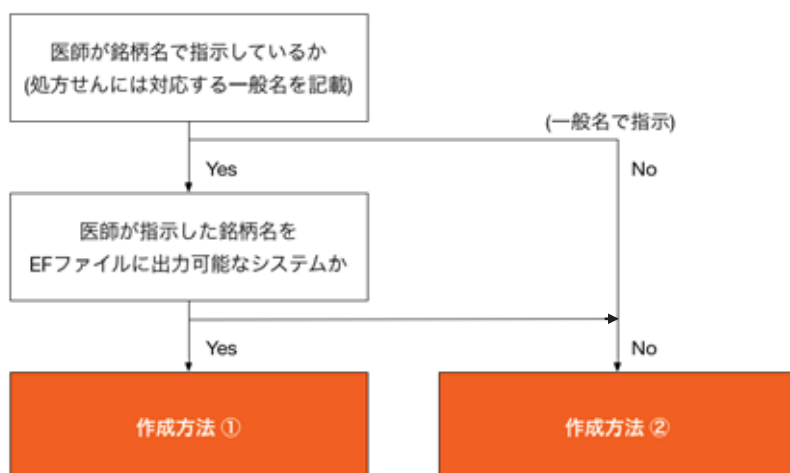 医師が銘柄名で指示しているか
(処方せんには対応する一般名を記載)
(一般名で指示)
Yes
No
医師が指示した銘柄名を
EFファイルに出力可能なシステムか
Yes
No
作成方法 ①
作成方法 ②